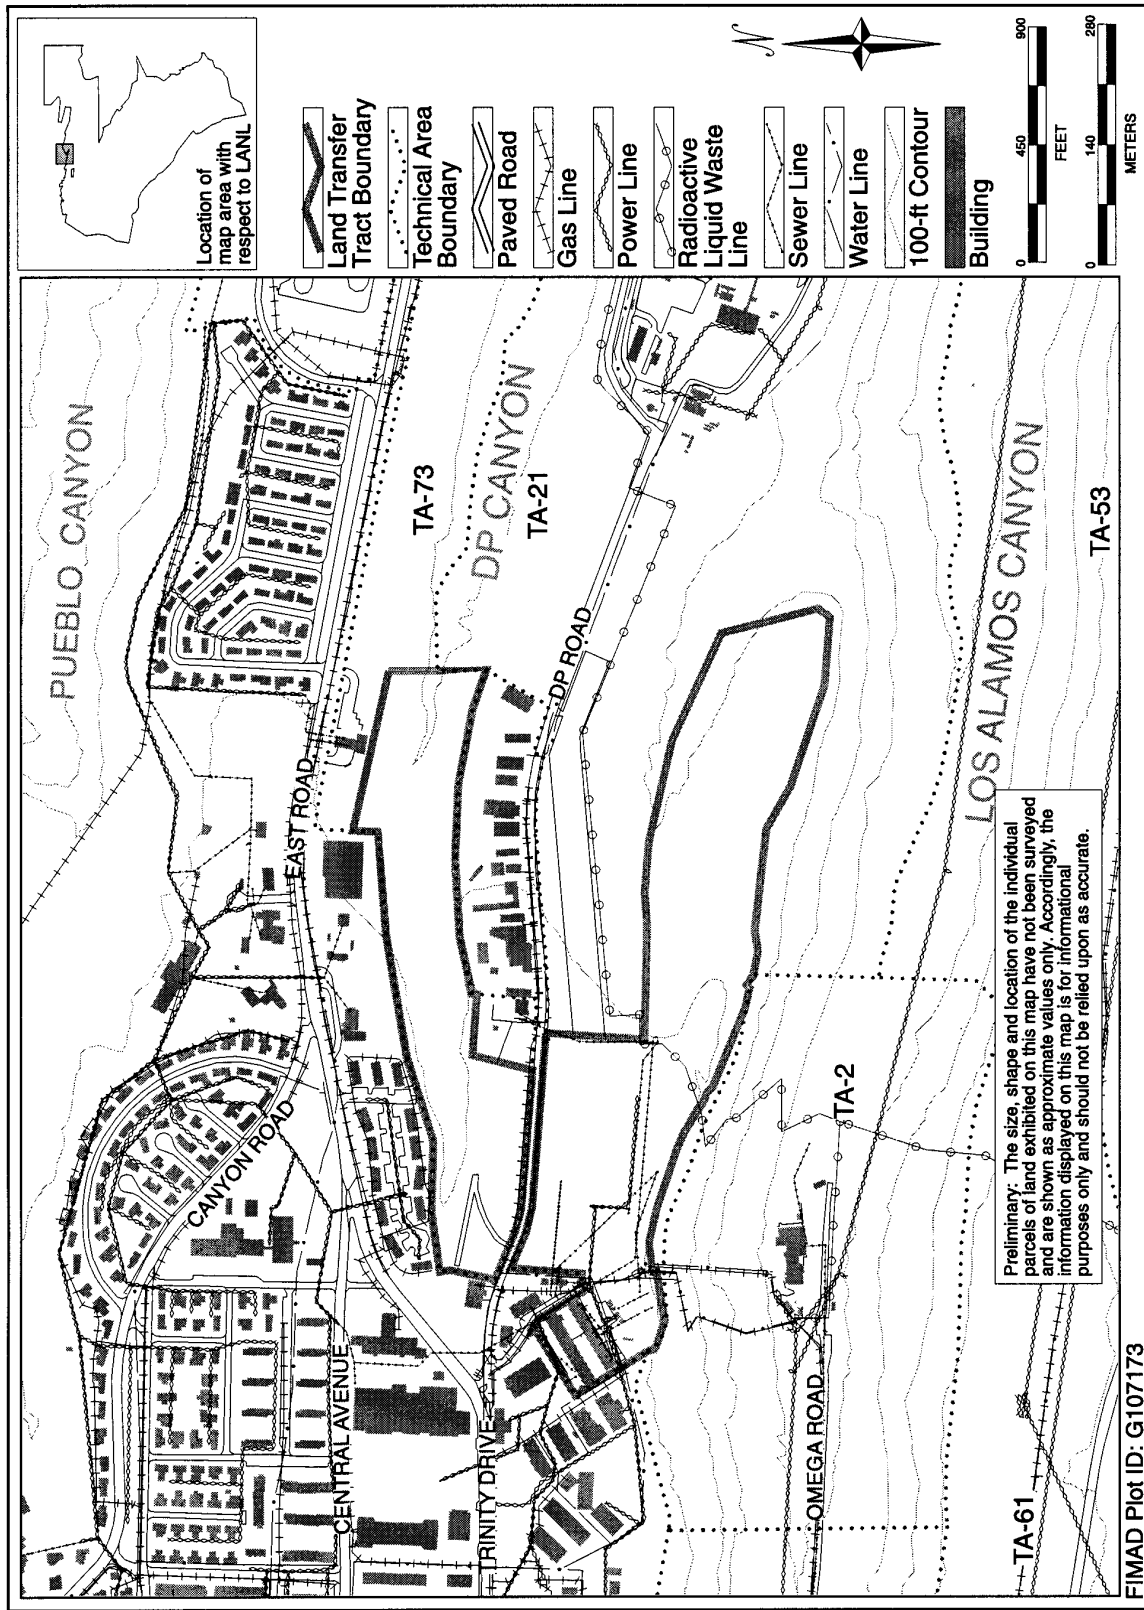 Location of
map area with
respect to LANL
N
Land Transfer
Tract Boundary
Technical Area
Boundary
Paved Road
Gas Line
Power Line
Radioactive
Liquid Waste
Line
Sewer Line
Water Line
100-ft Contour
Building
0 450 900
FEET
0 140 280
METERS
PUEBLO CANYON
EAST ROAD
CANYON ROAD
CENTRAL AVENUE
TRINITY DRIVE
TA-73
DP CANYON
TA-21
DP ROAD
LOS ALAMOS CANYON
TA-53
TA-2
OMEGA ROAD
TA-61
Preliminary: The size, shape and location of the individual
parcels of land exhibited on this map have not been surveyed
and are shown as approximate values only. Accordingly, the
information displayed on this map is for informational
purposes only and should not be relied upon as accurate.
FIMAD Plot ID: G107173